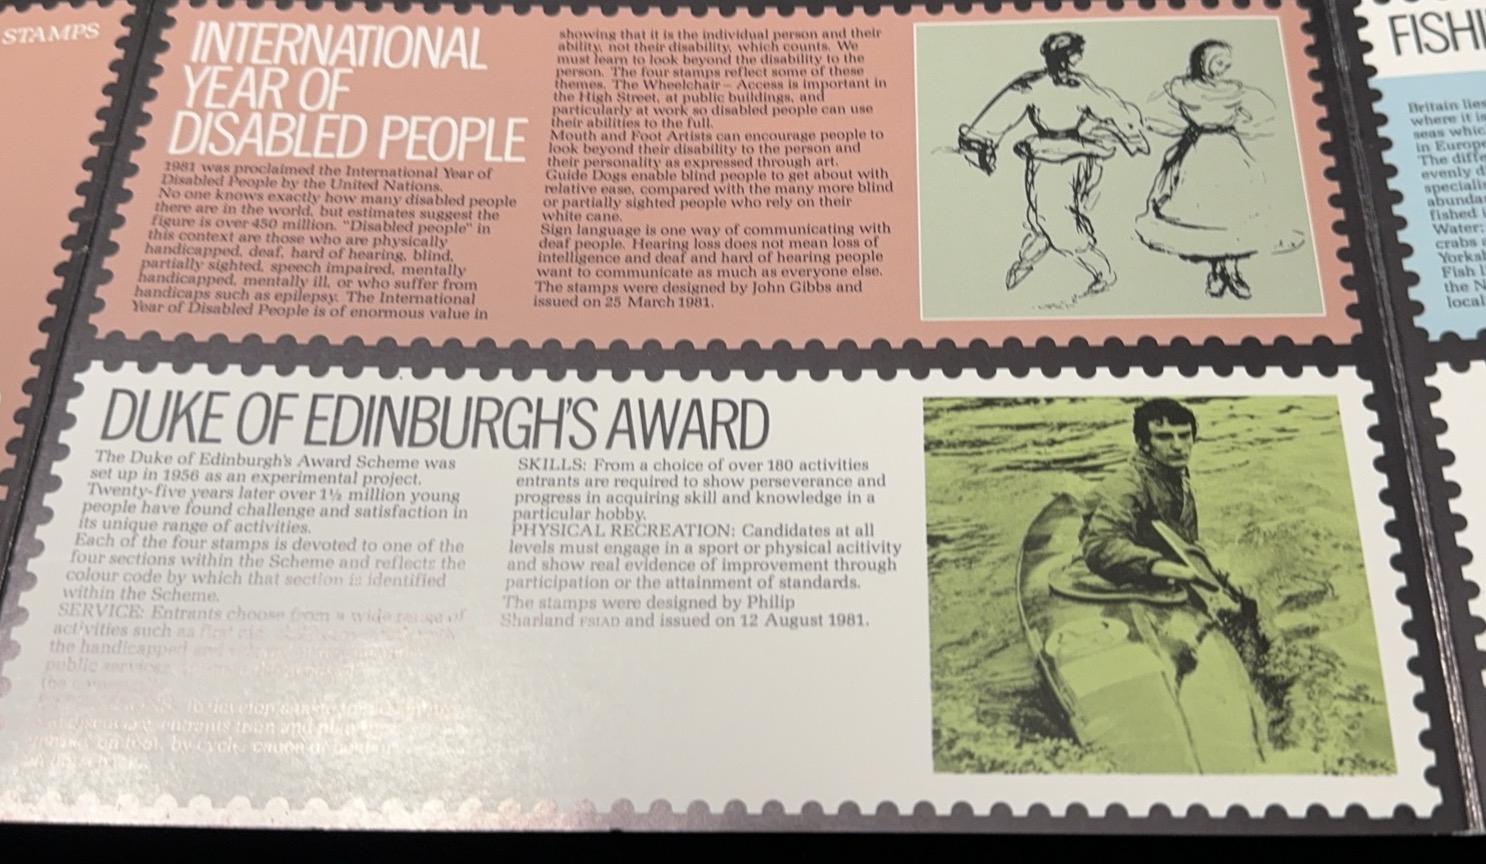 STAMPS
INTERNATIONAL
YEAR OF
DISABLED PEOPLE
1981 was proclaimed the International Year of
Disabled People by the United Nations.
No one knows exactly how many disabled people
there are in the world, but estimates suggest the
figure is over 450 million. "Disabled people" in
this context are those who are physically
handicapped, deaf, hard of hearing, blind,
partially sighted, speech impaired, mentally
handicapped, mentally ill, or who suffer from
handicaps such as epilepsy. The International
Year of Disabled People is of enormous value in
showing that it is the individual person and their
ability, not their disability, which counts. We
must learn to look beyond the disability to the
person. The four stamps reflect some of these
themes. The Wheelchair – Access is important in
the High Street, at public buildings, and
particularly at work so disabled people can use
their abilities to the full.
Mouth and Foot Artists can encourage people to
look beyond their disability to the person and
their personality as expressed through art.
Guide Dogs enable blind people to get about with
relative ease, compared with the many more blind
or partially sighted people who rely on their
white cane.
Sign language is one way of communicating with
deaf people. Hearing loss does not mean loss of
intelligence and deaf and hard of hearing people
want to communicate as much as everyone else.
The stamps were designed by John Gibbs and
issued on 25 March 1981.
FISHI
Britain lies
where it is
seas whic
in Europe
The diffe
evenly d
specialis
abunda
fished i
Water:
crabs
Yorks
Fish
the N
local
DUKE OF EDINBURGH'S AWARD
The Duke of Edinburgh's Award Scheme was
set up in 1956 as an experimental project.
Twenty-five years later over 1½ million young
people have found challenge and satisfaction in
its unique range of activities.
Each of the four stamps is devoted to one of the
four sections within the Scheme and reflects the
colour code by which that section is identified
within the Scheme.
SERVICE: Entrants choose from a wide range of
activities such as first
the handicapped and
public
to develop
entrants train and
on foot, by cycle, canoe or
SKILLS: From a choice of over 180 activities
entrants are required to show perseverance and
progress in acquiring skill and knowledge in a
particular hobby.
PHYSICAL RECREATION: Candidates at all
levels must engage in a sport or physical acitivity
and show real evidence of improvement through
participation or the attainment of standards.
The stamps were designed by Philip
Sharland FSIAD and issued on 12 August 1981.